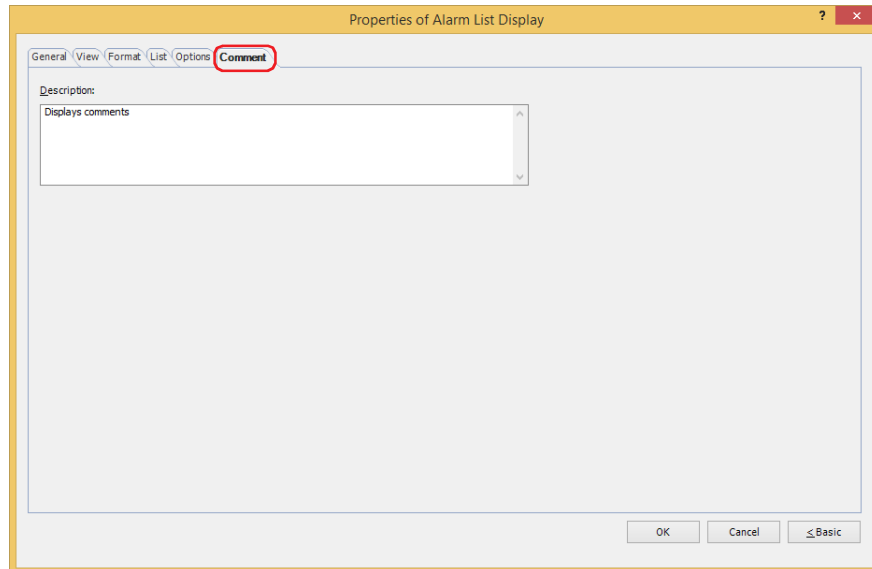 Properties of Alarm List Display
? ×
General View Format List Options Comment
Description:
Displays comments
OK Cancel < Basic